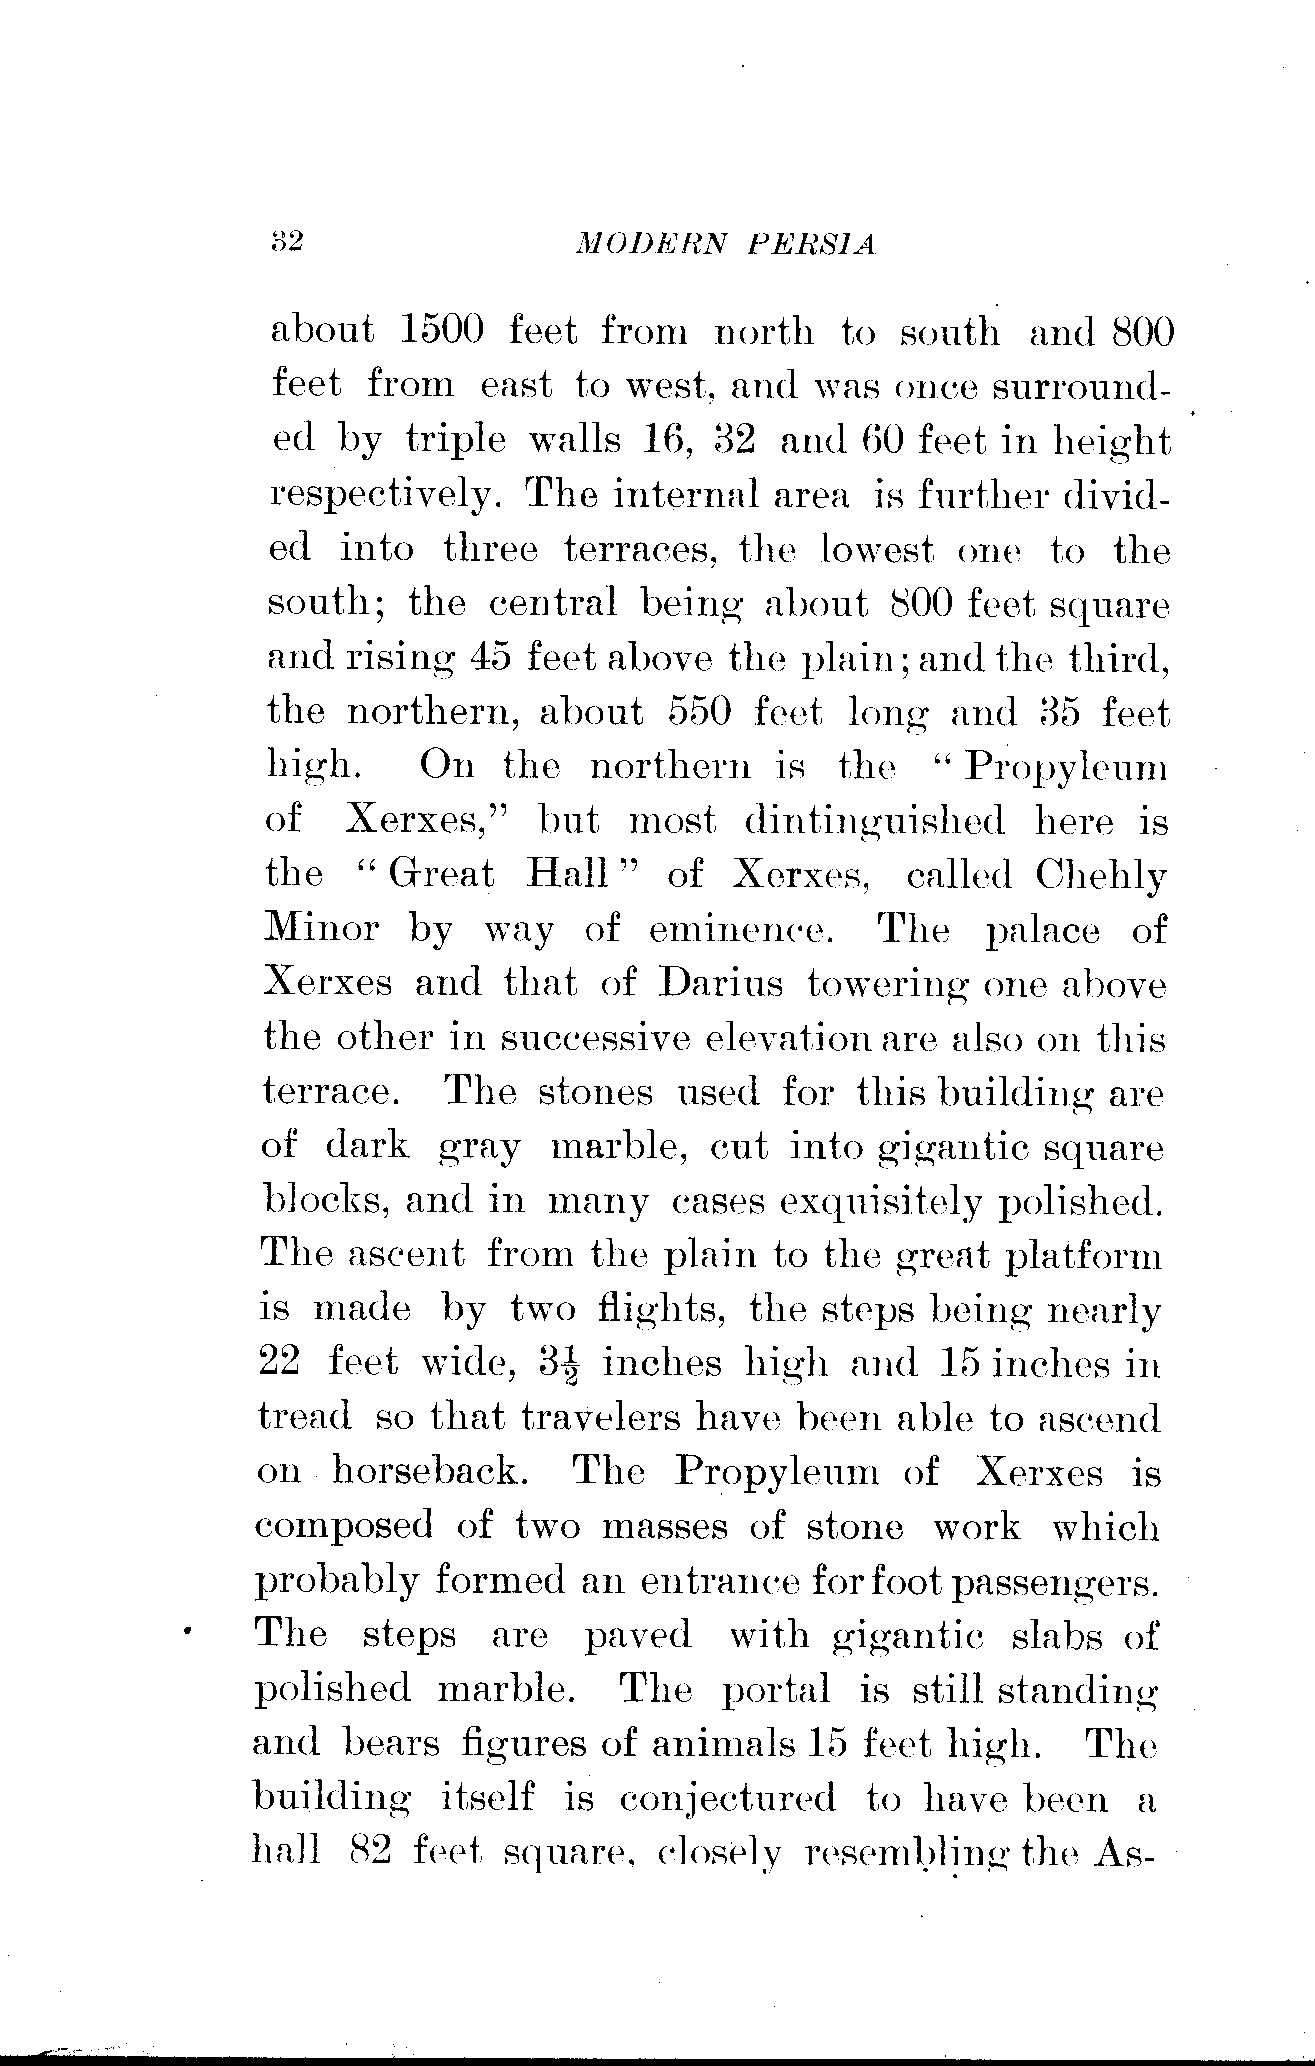 32 MODERN PERSIA
about 1500 feet from north to south and 800
feet from east to west, and was once surround-
ed by triple walls 16, 32 and 60 feet in height
respectively. The internal area is further divid-
ed into three terraces, the lowest one to the
south; the central being about 800 feet square
and rising 45 feet above the plain; and the third,
the northern, about 550 feet long and 35 feet
high. On the northern is the “ Propyleum
of Xerxes,” but most dintinguished here is
the “ Great Hall ” of Xerxes, called Chehly
Minor by way of eminence. The palace of
Xerxes and that of Darius towering one above
the other in successive elevation are also on this
terrace. The stones used for this building are
of dark gray marble, cut into gigantic square
blocks, and in many cases exquisitely polished.
The ascent from the plain to the great platform
is made by two flights, the steps being nearly
22 feet wide, 3½ inches high and 15 inches in
tread so that travelers have been able to ascend
on horseback. The Propyleum of Xerxes is
composed of two masses of stone work which
probably formed an entrance for foot passengers.
The steps are paved with gigantic slabs of
polished marble. The portal is still standing
and bears figures of animals 15 feet high. The
building itself is conjectured to have been a
hall 82 feet square, closely resembling the As-